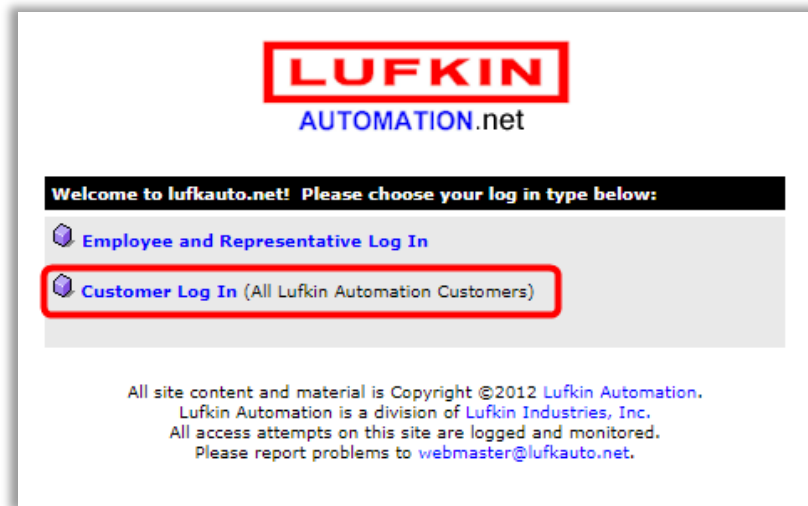 LUFKIN
AUTOMATION.net
Welcome to lufkauto.net!  Please choose your log in type below:
Employee and Representative Log In
Customer Log In (All Lufkin Automation Customers)
All site content and material is Copyright ©2012 Lufkin Automation.
Lufkin Automation is a division of Lufkin Industries, Inc.
All access attempts on this site are logged and monitored.
Please report problems to webmaster@lufkauto.net.